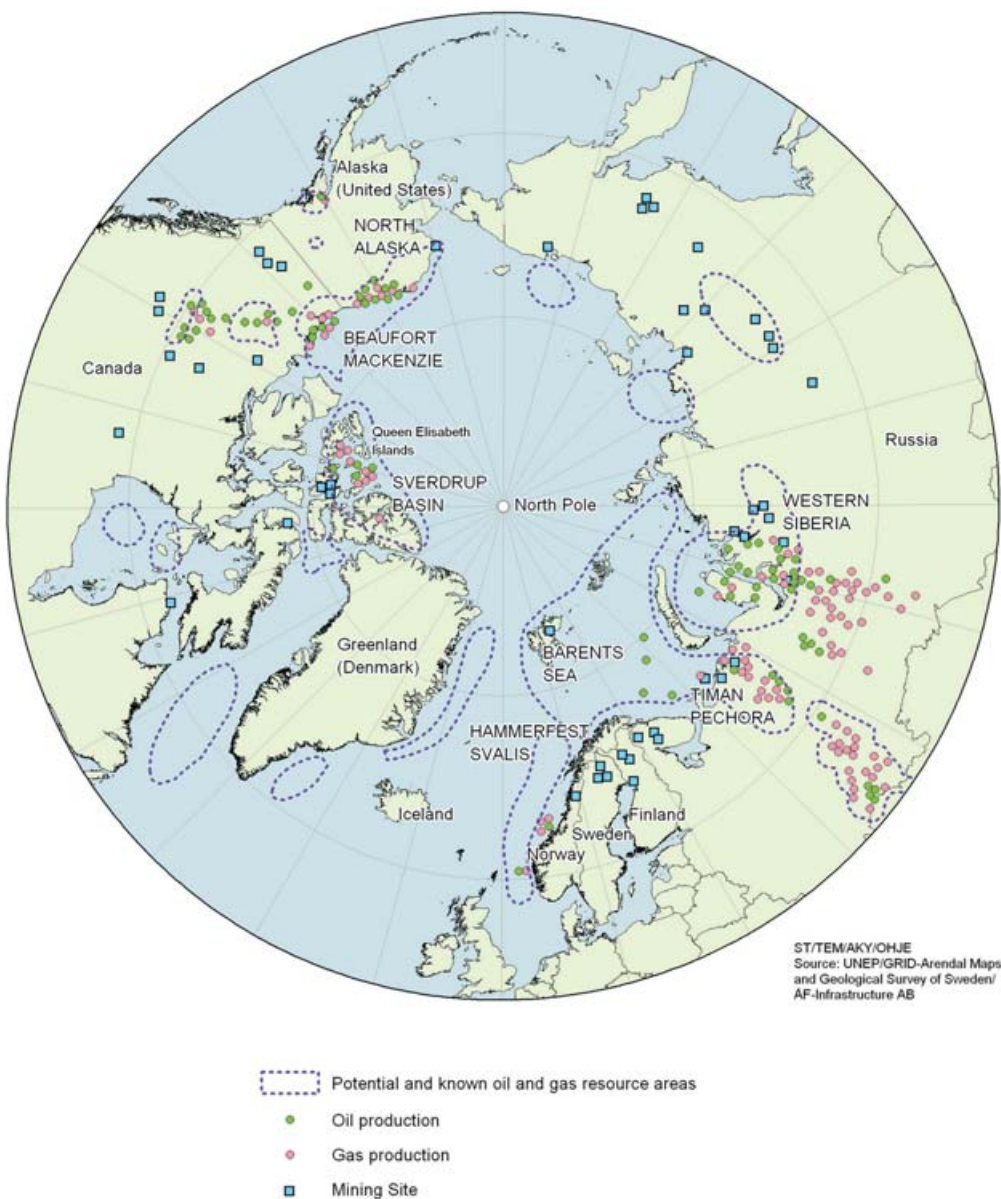 Alaska
(United States)
NORTH
ALASKA
BEAUFORT
MACKENZIE
Canada
Queen Elisabeth
Islands
SVERDRUP
BASIN
North Pole
Russia
WESTERN
SIBERIA
Greenland
(Denmark)
BARENTS
SEA
TIMAN
PECHORA
HAMMERFEST
SVALIS
Iceland
Finland
Sweden
Norway
ST/TEM/AKY/OHJE
Source: UNEP/GRID-Arendal Maps
and Geological Survey of Sweden/
ÅF-Infrastructure AB
Potential and known oil and gas resource areas
Oil production
Gas production
Mining Site